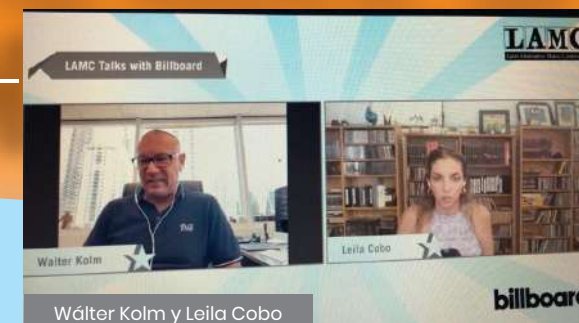 LAMC Talks with Billboard
LAMC
Walter Kolm
Leila Cobo
billboard
Wálter Kolm y Leila Cobo